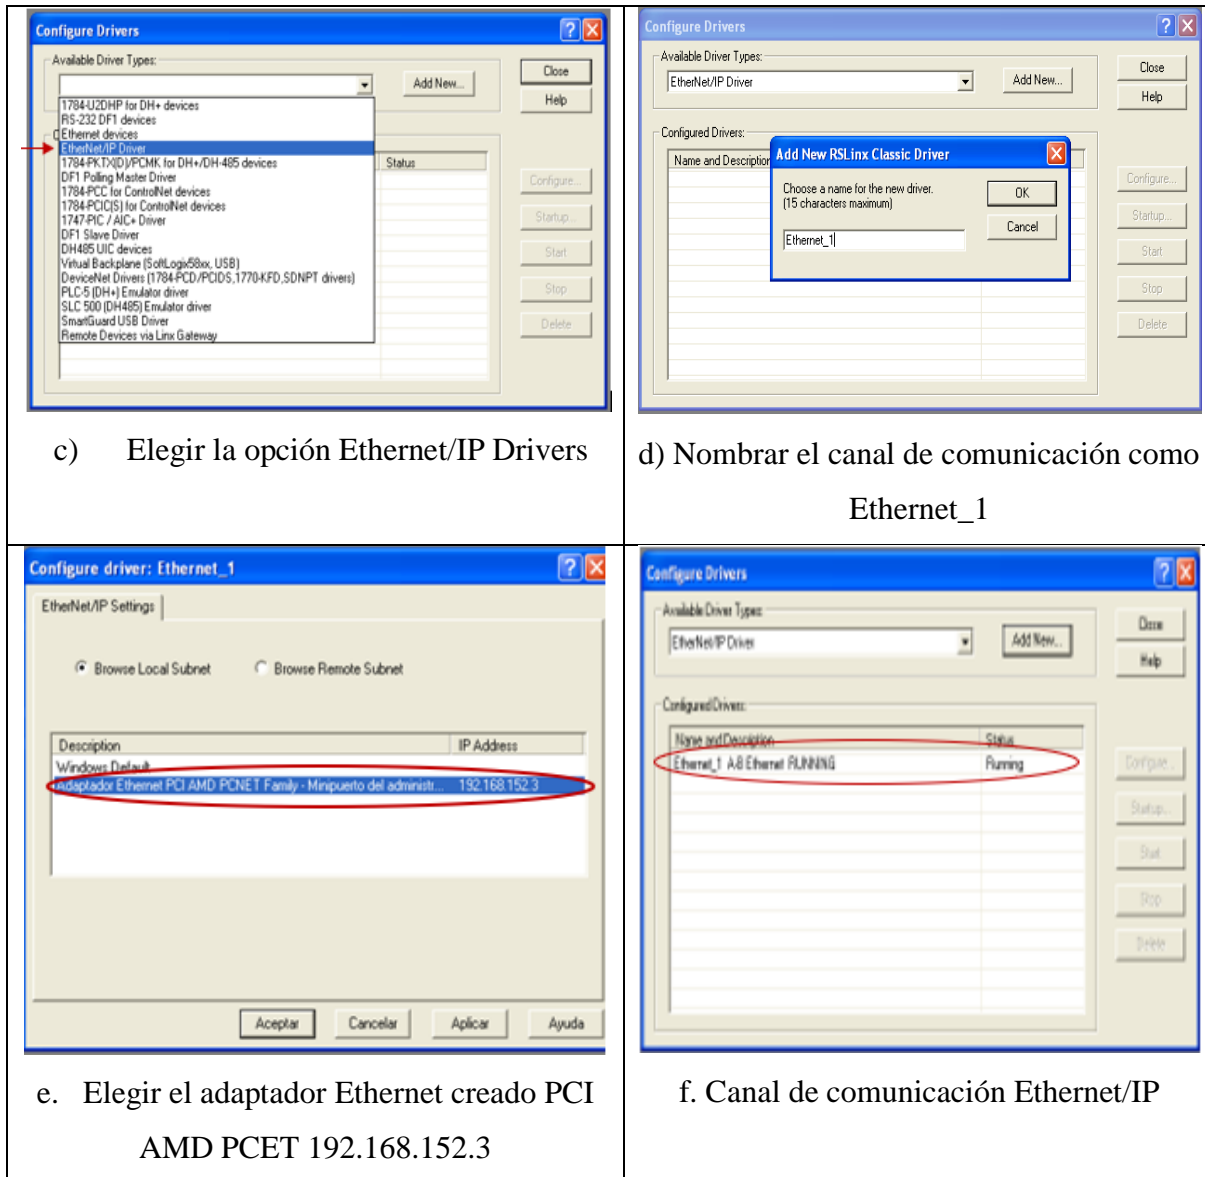 Configure Drivers
Available Driver Types:
Add New...
Close
Help
1784-U2DHP for DH+ devices
RS-232 DF1 devices
Ethernet devices
EtherNet/IP Driver
1784-PKTX(D)/PCMK for DH+/DH-485 devices
DF1 Polling Master Driver
1784-PCC for ControlNet devices
1784-PCIC(S) for ControlNet devices
1747-PIC / AIC+ Driver
DF1 Slave Driver
DH485 UIC devices
Virtual Backplane (SoftLogix58xx, USB)
DeviceNet Drivers (1784-PCD/PCIDS,1770-KFD,SDNPT drivers)
PLC-5 (DH+) Emulator driver
SLC 500 (DH485) Emulator driver
SmartGuard USB Driver
Remote Devices via Linx Gateway
Status
Configure...
Startup...
Start
Stop
Delete
c) Elegir la opción Ethernet/IP Drivers
Configure Drivers
Available Driver Types:
EtherNet/IP Driver
Add New...
Close
Help
Configured Drivers:
Name and Description
Add New RSLinx Classic Driver
Choose a name for the new driver.
(15 characters maximum)
Ethernet_1
OK
Cancel
Configure...
Startup...
Start
Stop
Delete
d) Nombrar el canal de comunicación como
Ethernet_1
Configure driver: Ethernet_1
EtherNet/IP Settings
Browse Local Subnet Browse Remote Subnet
Description IP Address
Windows Default
Adaptador Ethernet PCI AMD PCNET Family - Minipuerto del administr... 192.168.152.3
Aceptar Cancelar Aplicar Ayuda
e. Elegir el adaptador Ethernet creado PCI
AMD PCET 192.168.152.3
Configure Drivers
Available Driver Types:
EtherNet/IP Driver
Add New...
Close
Help
Configured Drivers:
Name and Description Status
Ethernet_1 A-B Ethernet RUNNING Running
Configure...
Startup...
Start
Stop
Delete
f. Canal de comunicación Ethernet/IP